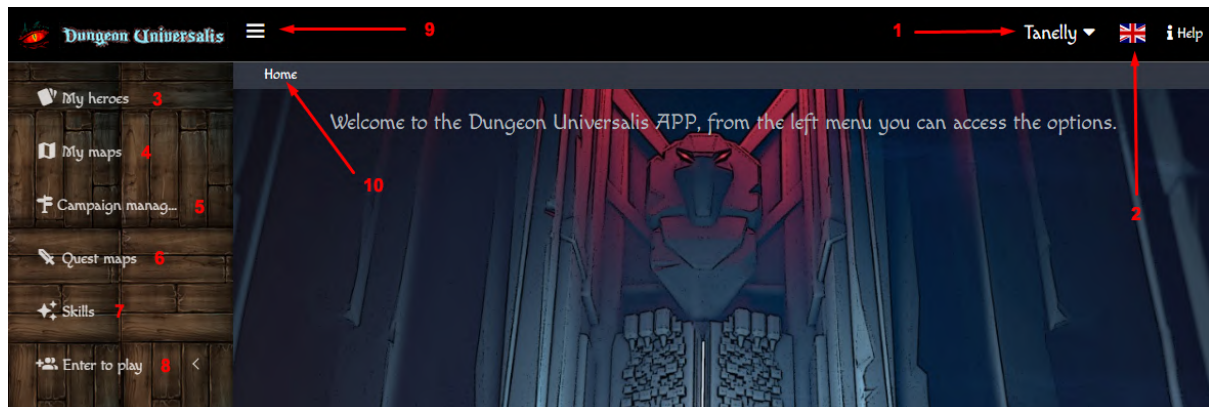 Dungeon Universalis 9 1 Tanelly Help
Home
My heroes 3
Welcome to the Dungeon Universalis APP, from the left menu you can access the options.
My maps 4
10
Campaign manag... 5
2
Quest maps 6
Skills 7
Enter to play 8 <